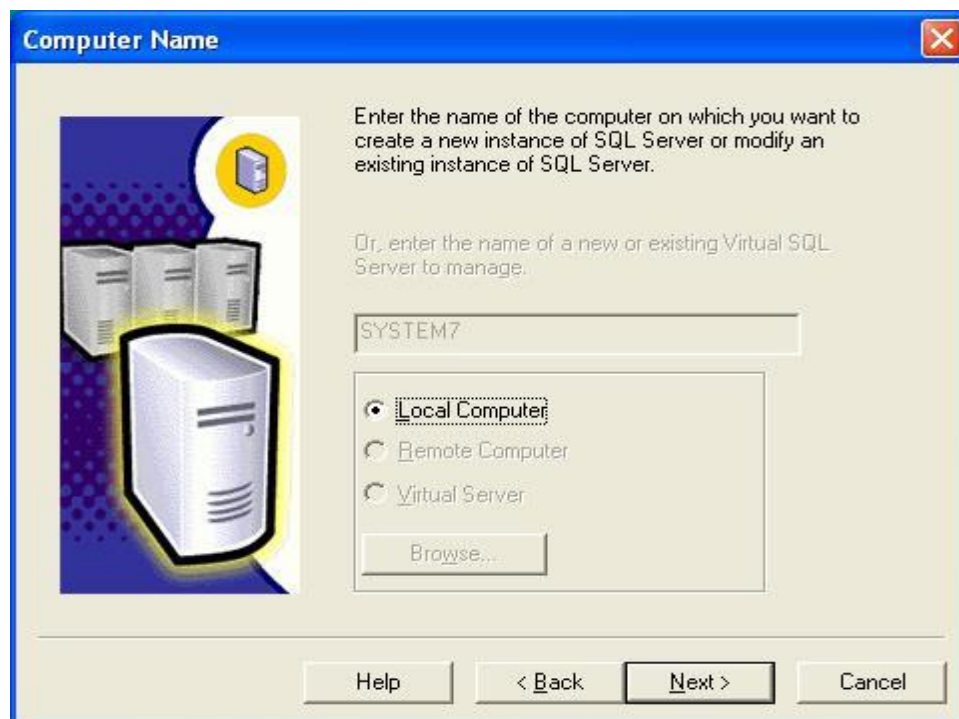 Computer Name
Enter the name of the computer on which you want to
create a new instance of SQL Server or modify an
existing instance of SQL Server.
Or, enter the name of a new or existing Virtual SQL
Server to manage.
SYSTEM7
Local Computer
Remote Computer
Virtual Server
Browse...
Help
< Back
Next >
Cancel